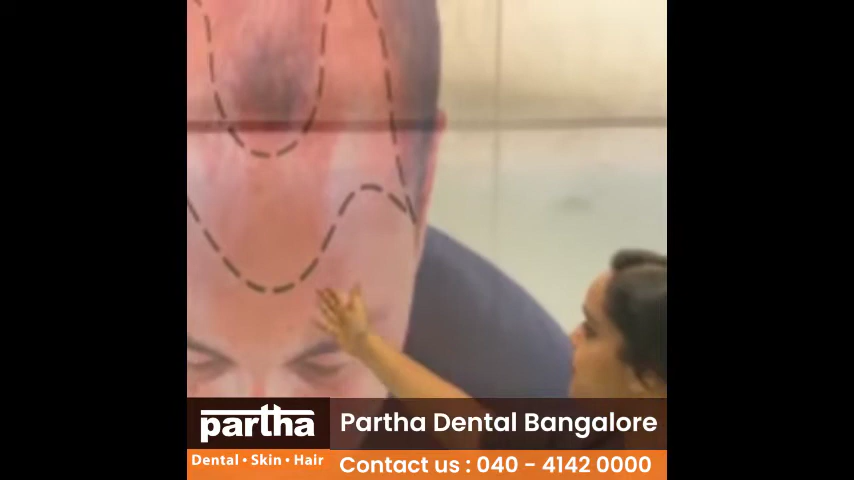 partha
Partha Dental Bangalore
Dental • Skin • Hair
Contact us : 040 - 4142 0000